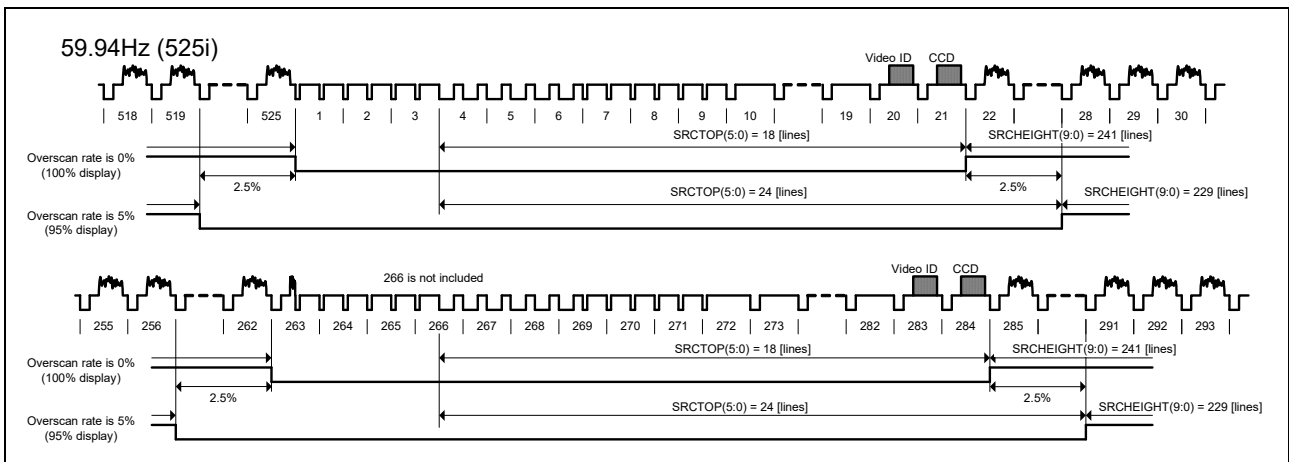 59.94Hz (525i)
Video ID CCD
518 519 525 1 2 3 4 5 6 7 8 9 10 19 20 21 22 28 29 30
SRCTOP(5:0) = 18 [lines] SRCHEIGHT(9:0) = 241 [lines]
Overscan rate is 0%
(100% display)
2.5% 2.5%
SRCTOP(5:0) = 24 [lines] SRCHEIGHT(9:0) = 229 [lines]
Overscan rate is 5%
(95% display)
266 is not included
Video ID CCD
255 256 262 263 264 265 266 267 268 269 270 271 272 273 282 283 284 285 291 292 293
SRCTOP(5:0) = 18 [lines] SRCHEIGHT(9:0) = 241 [lines]
Overscan rate is 0%
(100% display)
2.5% 2.5%
SRCTOP(5:0) = 24 [lines] SRCHEIGHT(9:0) = 229 [lines]
Overscan rate is 5%
(95% display)